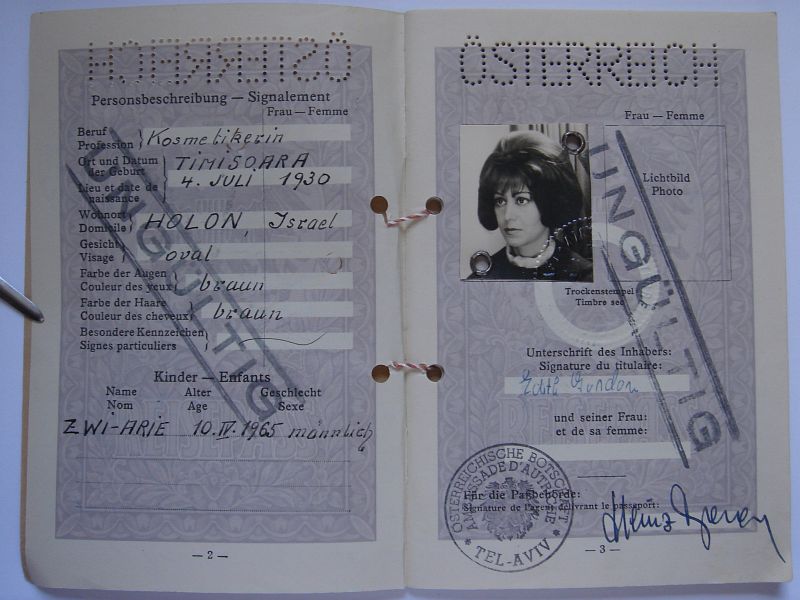 ÖSTERREICH
Personsbeschreibung — Signalement
Frau — Femme
Beruf
Profession
Kosmetikerin
Ort und Datum
der Geburt
TIMISOARA
Lieu et date de
naissance
4. JULI 1930
Wohnort
Domicile
HOLON, Israel
Gesicht
Visage
oval
Farbe der Augen
Couleur des yeux
braun
Farbe der Haare
Couleur des cheveux
braun
Besondere Kennzeichen
Signes particuliers
Kinder — Enfants
Name Alter Geschlecht
Nom Age Sexe
ZWI-ARIE 10.IV.1965 männlich
UNGÜLTIG
— 2 —
ÖSTERREICH
Frau — Femme
Lichtbild
Photo
Trockenstempel
Timbre sec
UNGÜLTIG
Unterschrift des Inhabers:
Signature du titulaire:
Edith
und seiner Frau:
et de sa femme:
Für die Paßbehörde:
Signature de l'agent délivrant le passeport:
ÖSTERREICHISCHE BOTSCHAFT
AMBASSADE D'AUTRICHE
* TEL-AVIV *
Heinz
— 3 —